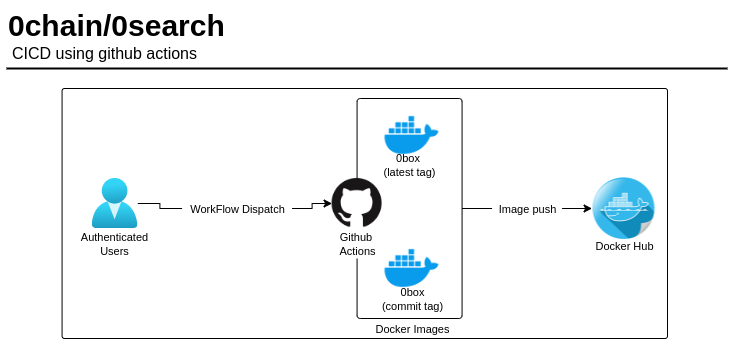 0chain/0search
CICD using github actions
0box
(latest tag)
Authenticated
Users
WorkFlow Dispatch
Github
Actions
Image push
Docker Hub
0box
(commit tag)
Docker Images